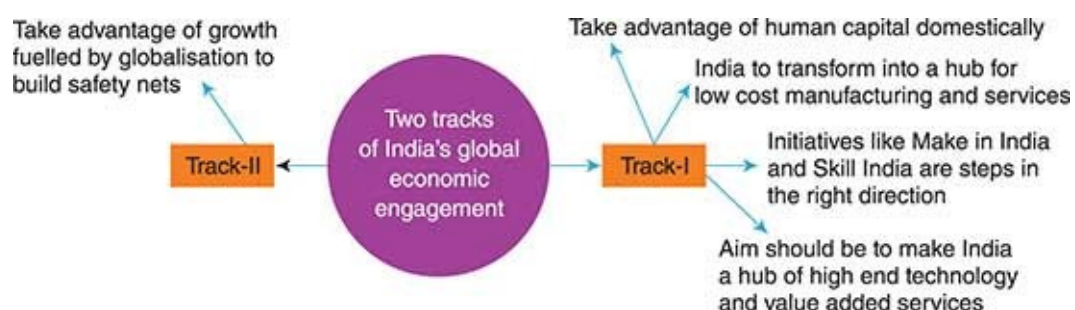 Take advantage of growth
fuelled by globalisation to
build safety nets
Track-II
Two tracks
of India's global
economic
engagement
Track-I
Take advantage of human capital domestically
India to transform into a hub for
low cost manufacturing and services
Initiatives like Make in India
and Skill India are steps in
the right direction
Aim should be to make India
a hub of high end technology
and value added services